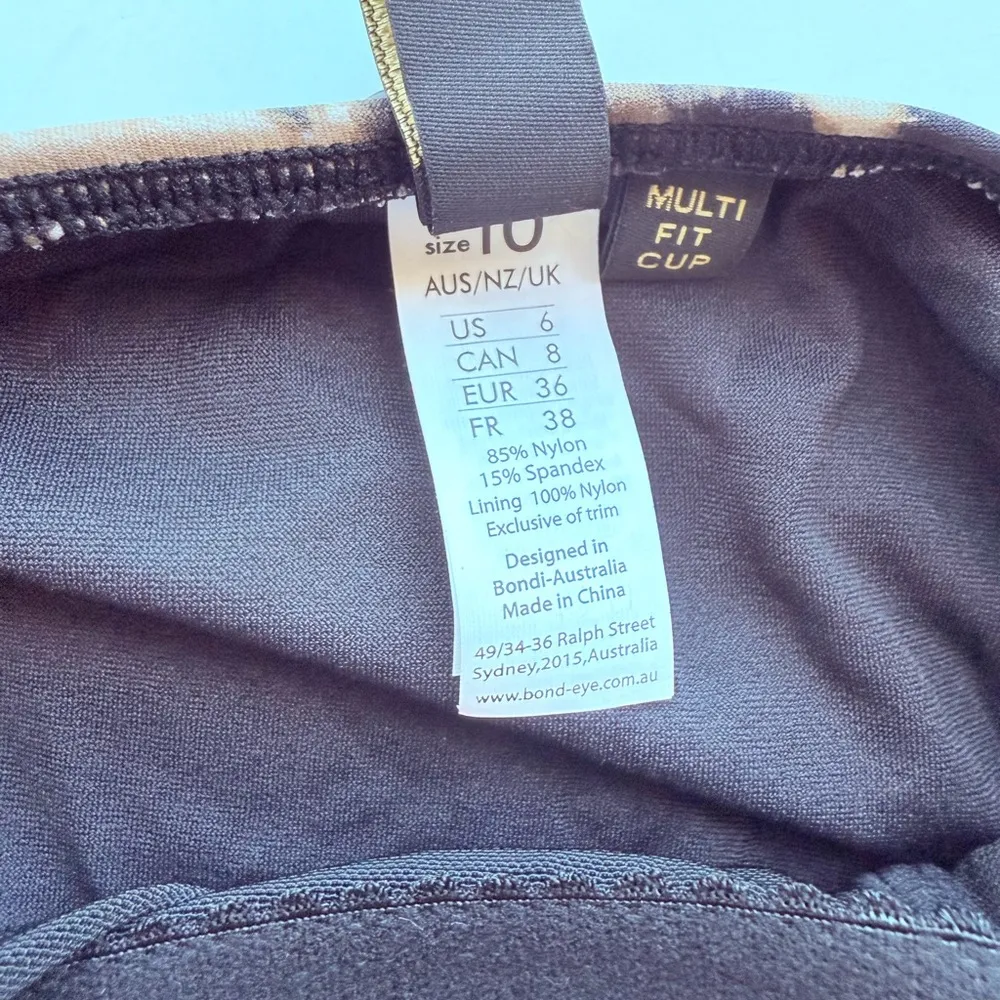 size 10
AUS/NZ/UK
US 6
CAN 8
EUR 36
FR 38
85% Nylon
15% Spandex
Lining 100% Nylon
Exclusive of trim
Designed in
Bondi-Australia
Made in China
49/34-36 Ralph Street
Sydney,2015,Australia
www.bond-eye.com.au
MULTI
FIT
CUP